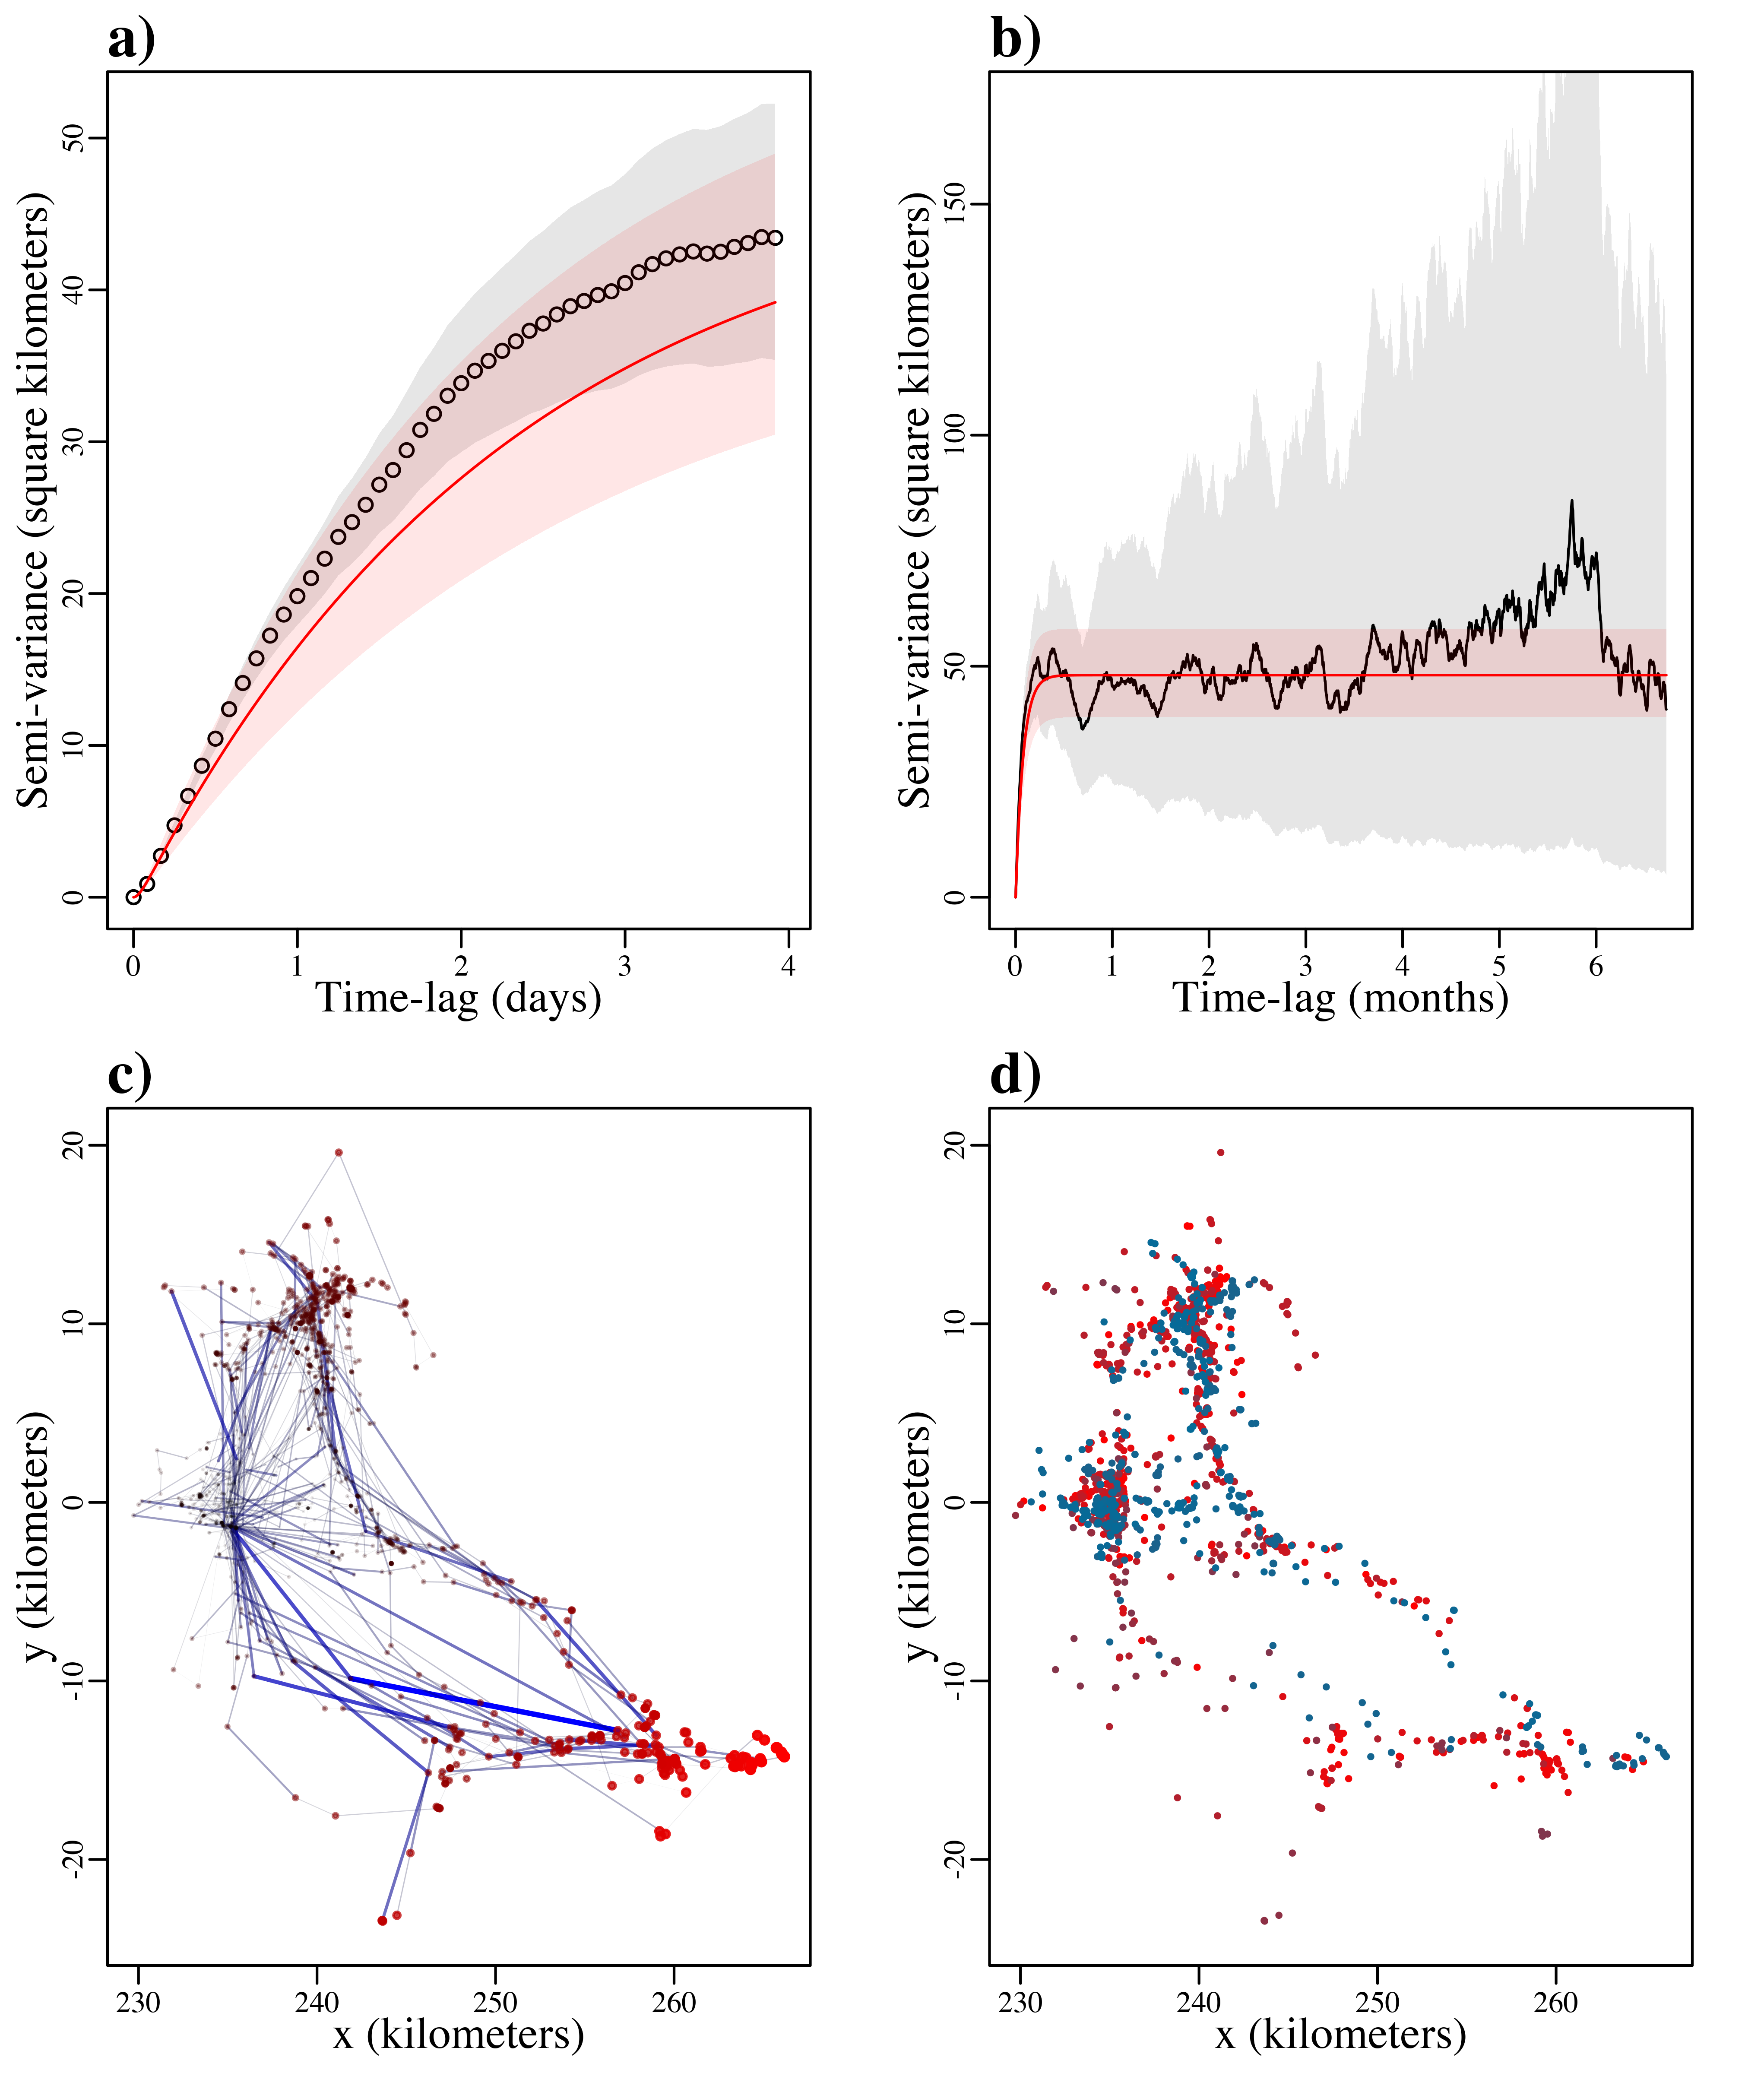 a)
Semi-variance (square kilometers)
50
40
30
20
10
0
0 1 2 3 4
Time-lag (days)
b)
Semi-variance (square kilometers)
150
100
50
0
0 1 2 3 4 5 6
Time-lag (months)
c)
y (kilometers)
20
10
0
-10
-20
230 240 250 260
x (kilometers)
d)
y (kilometers)
20
10
0
-10
-20
230 240 250 260
x (kilometers)